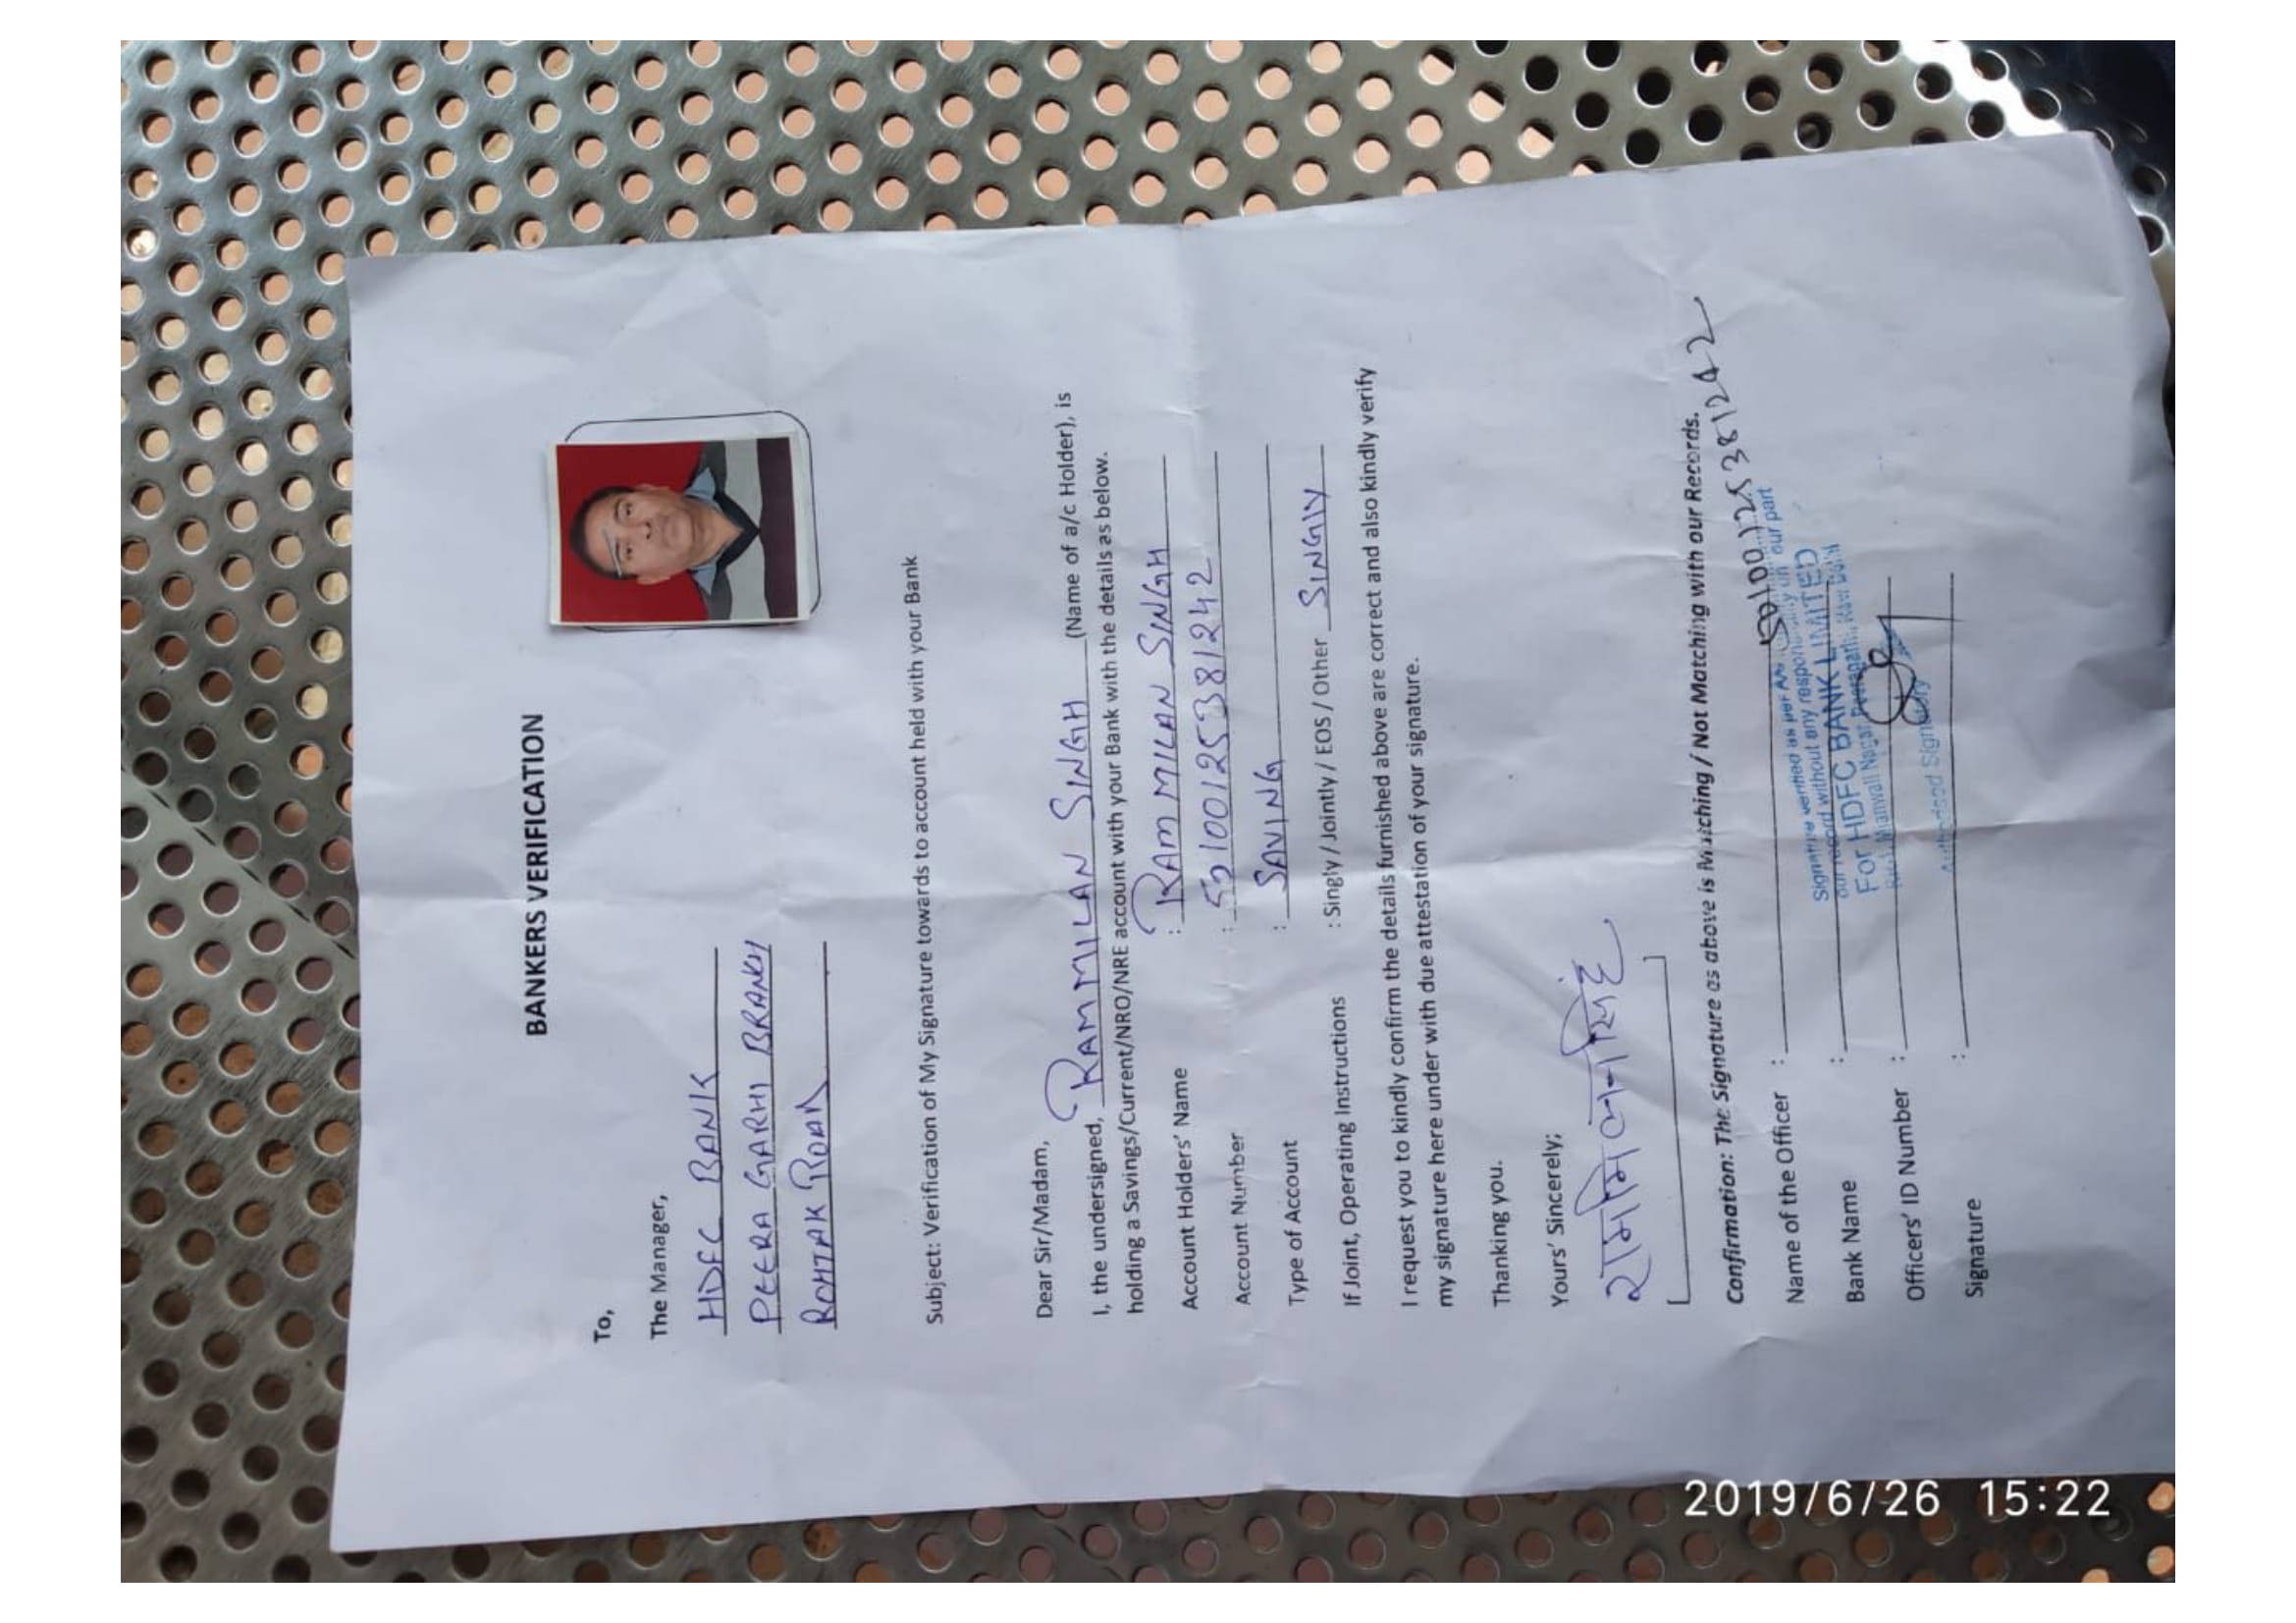 BANKERS VERIFICATION
To,
The Manager,
HDFC BANK
PEERA GARHI BRANCH
ROHTAK ROAD
Subject: Verification of My Signature towards to account held with your Bank
Dear Sir/Madam,
I, the undersigned, RAMMILAN SINGH (Name of a/c Holder), is
holding a Savings/Current/NRO/NRE account with your Bank with the details as below.
Account Holders' Name : RAMMILAN SINGH
Account Number : 50100125381242
Type of Account : SAVING
If Joint, Operating Instructions : Singly / Jointly / EOS / Other SINGLY
I request you to kindly confirm the details furnished above are correct and also kindly verify
my signature here under with due attestation of your signature.
Thanking you.
Yours' Sincerely;
राममिलन सिंह
Confirmation: The Signature as above is Matching / Not Matching with our Records.
50100125381242
Name of the Officer :
Signature verified as per
our record without any responsibility on our part
Bank Name :
For HDFC BANK LIMITED
Officers' ID Number :
Authorised Signatory
Signature :
2019/6/26 15:22